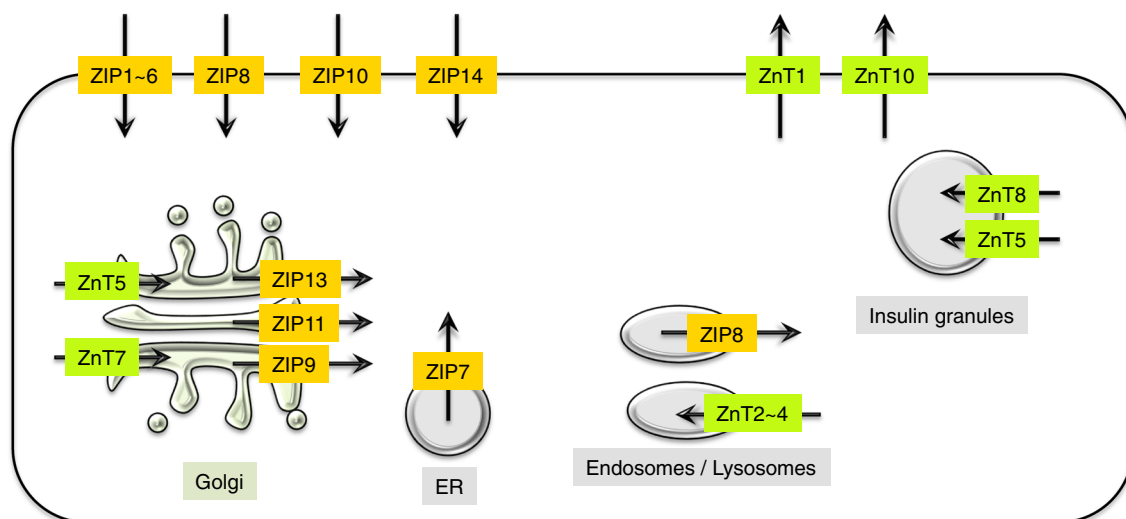 ZIP1~6
ZIP8
ZIP10
ZIP14
ZnT1
ZnT10
ZnT8
ZnT5
Insulin granules
ZnT5
ZIP13
ZIP11
ZnT7
ZIP9
ZIP7
ZIP8
ZnT2~4
Golgi
ER
Endosomes / Lysosomes